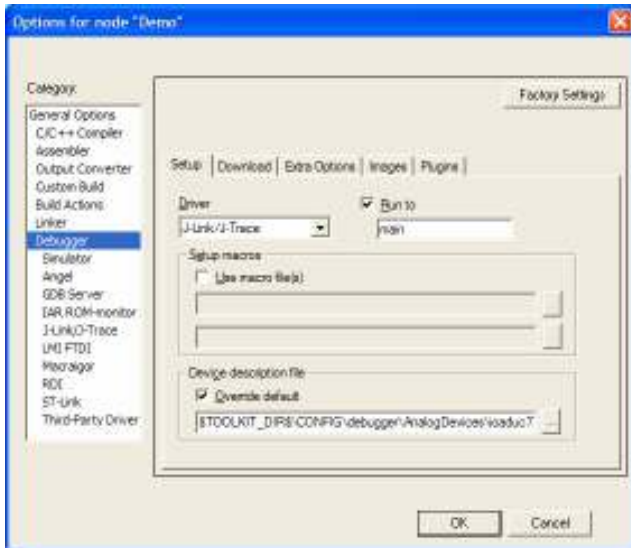 Options for node "Demo"
Category:
Factory Settings
General Options
C/C++ Compiler
Assembler
Output Converter
Custom Build
Build Actions
Linker
Debugger
Simulator
Angel
GDB Server
IAR ROM-monitor
J-Link/J-Trace
LMI FTDI
Macraigor
RDI
ST-Link
Third-Party Driver
Setup Download Extra Options Images Plugins
Driver
Run to
J-Link/J-Trace
main
Setup macros
Use macro file(s)
Device description file
Override default
$TOOLKIT_DIR$\CONFIG\debugger\AnalogDevices\ioaduc7
...
OK Cancel